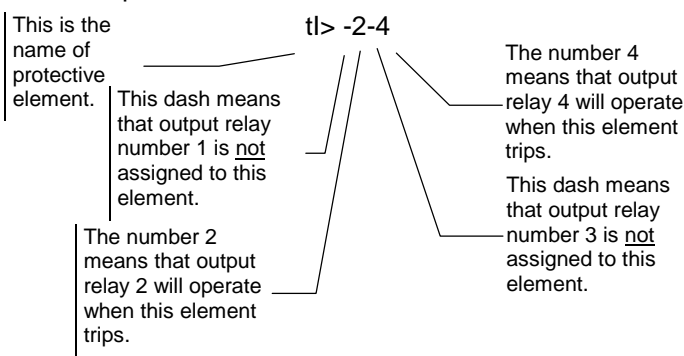 tI> -2-4
This is the
name of
protective
element.
This dash means
that output relay
number 1 is not
assigned to this
element.
The number 2
means that output
relay 2 will operate
when this element
trips.
The number 4
means that output
relay 4 will operate
when this element
trips.
This dash means
that output relay
number 3 is not
assigned to this
element.